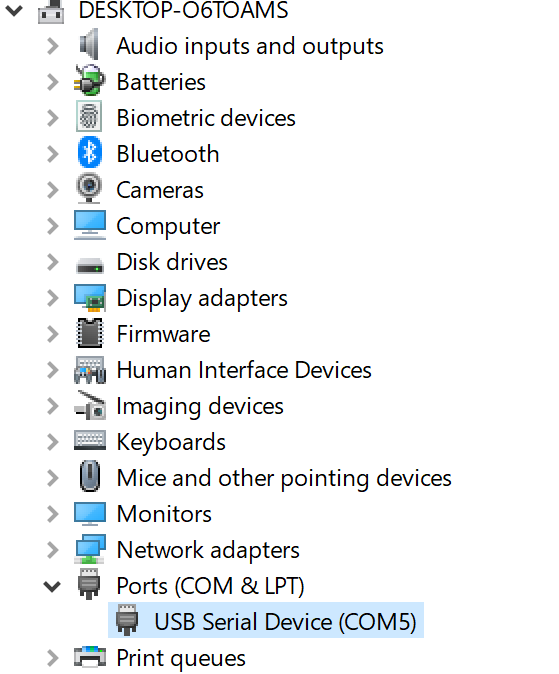 DESKTOP-O6TOAMS
Audio inputs and outputs
Batteries
Biometric devices
Bluetooth
Cameras
Computer
Disk drives
Display adapters
Firmware
Human Interface Devices
Imaging devices
Keyboards
Mice and other pointing devices
Monitors
Network adapters
Ports (COM & LPT)
USB Serial Device (COM5)
Print queues